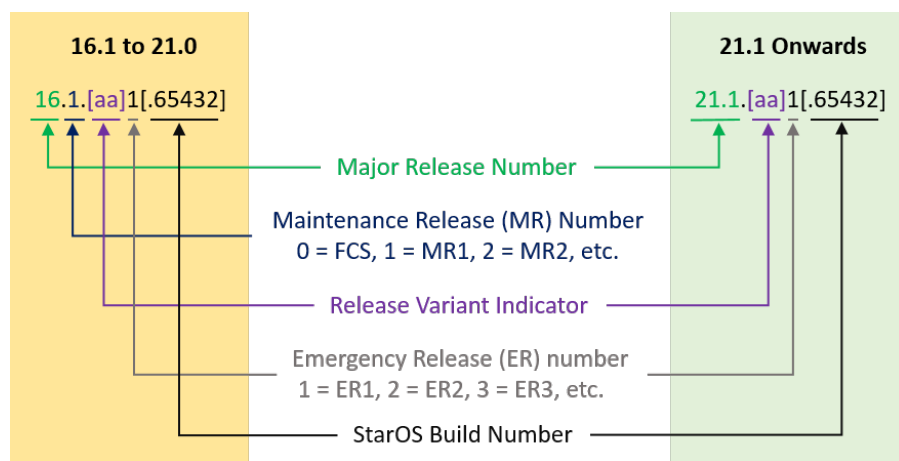 16.1 to 21.0
21.1 Onwards
16.1.[aa]1[.65432]
21.1.[aa]1[.65432]
Major Release Number
Maintenance Release (MR) Number
0 = FCS, 1 = MR1, 2 = MR2, etc.
Release Variant Indicator
Emergency Release (ER) number
1 = ER1, 2 = ER2, 3 = ER3, etc.
StarOS Build Number